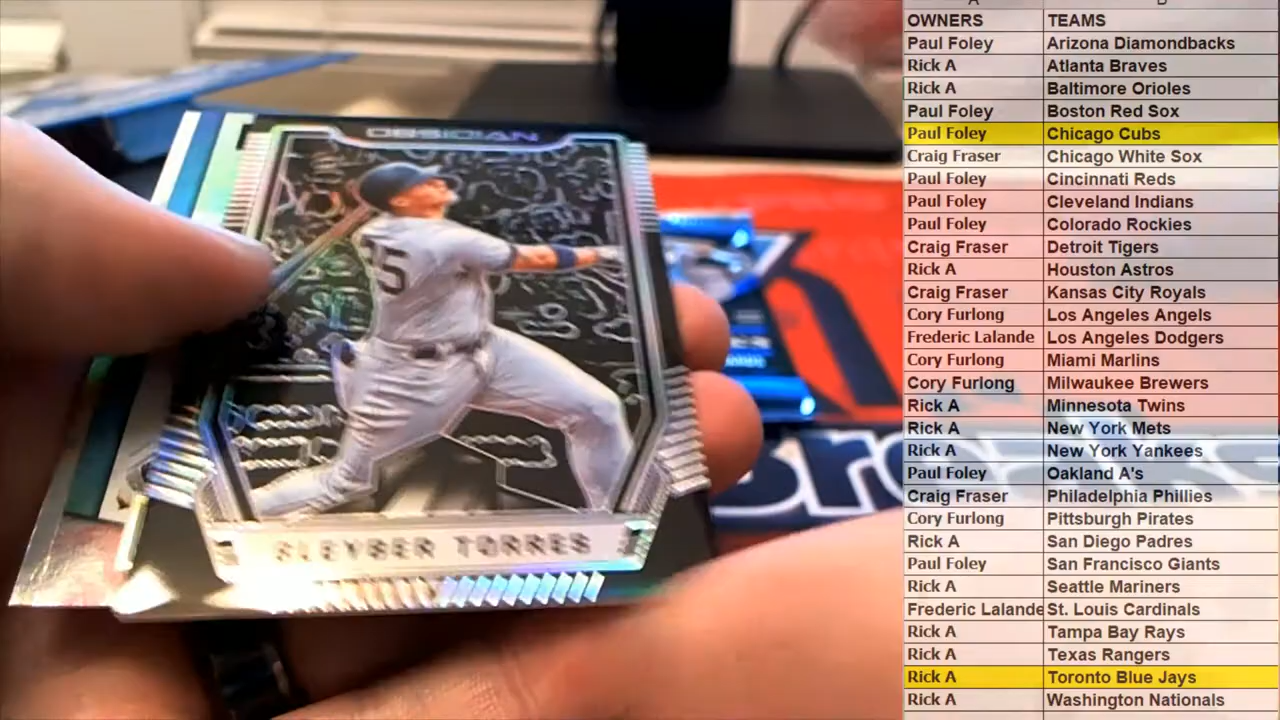 OBSIDIAN
GLEYBER TORRES
OWNERS TEAMS
Paul Foley Arizona Diamondbacks
Rick A Atlanta Braves
Rick A Baltimore Orioles
Paul Foley Boston Red Sox
Paul Foley Chicago Cubs
Craig Fraser Chicago White Sox
Paul Foley Cincinnati Reds
Paul Foley Cleveland Indians
Paul Foley Colorado Rockies
Craig Fraser Detroit Tigers
Rick A Houston Astros
Craig Fraser Kansas City Royals
Cory Furlong Los Angeles Angels
Frederic Lalande Los Angeles Dodgers
Cory Furlong Miami Marlins
Cory Furlong Milwaukee Brewers
Rick A Minnesota Twins
Rick A New York Mets
Rick A New York Yankees
Paul Foley Oakland A's
Craig Fraser Philadelphia Phillies
Cory Furlong Pittsburgh Pirates
Rick A San Diego Padres
Paul Foley San Francisco Giants
Rick A Seattle Mariners
Frederic Lalande St. Louis Cardinals
Rick A Tampa Bay Rays
Rick A Texas Rangers
Rick A Toronto Blue Jays
Rick A Washington Nationals